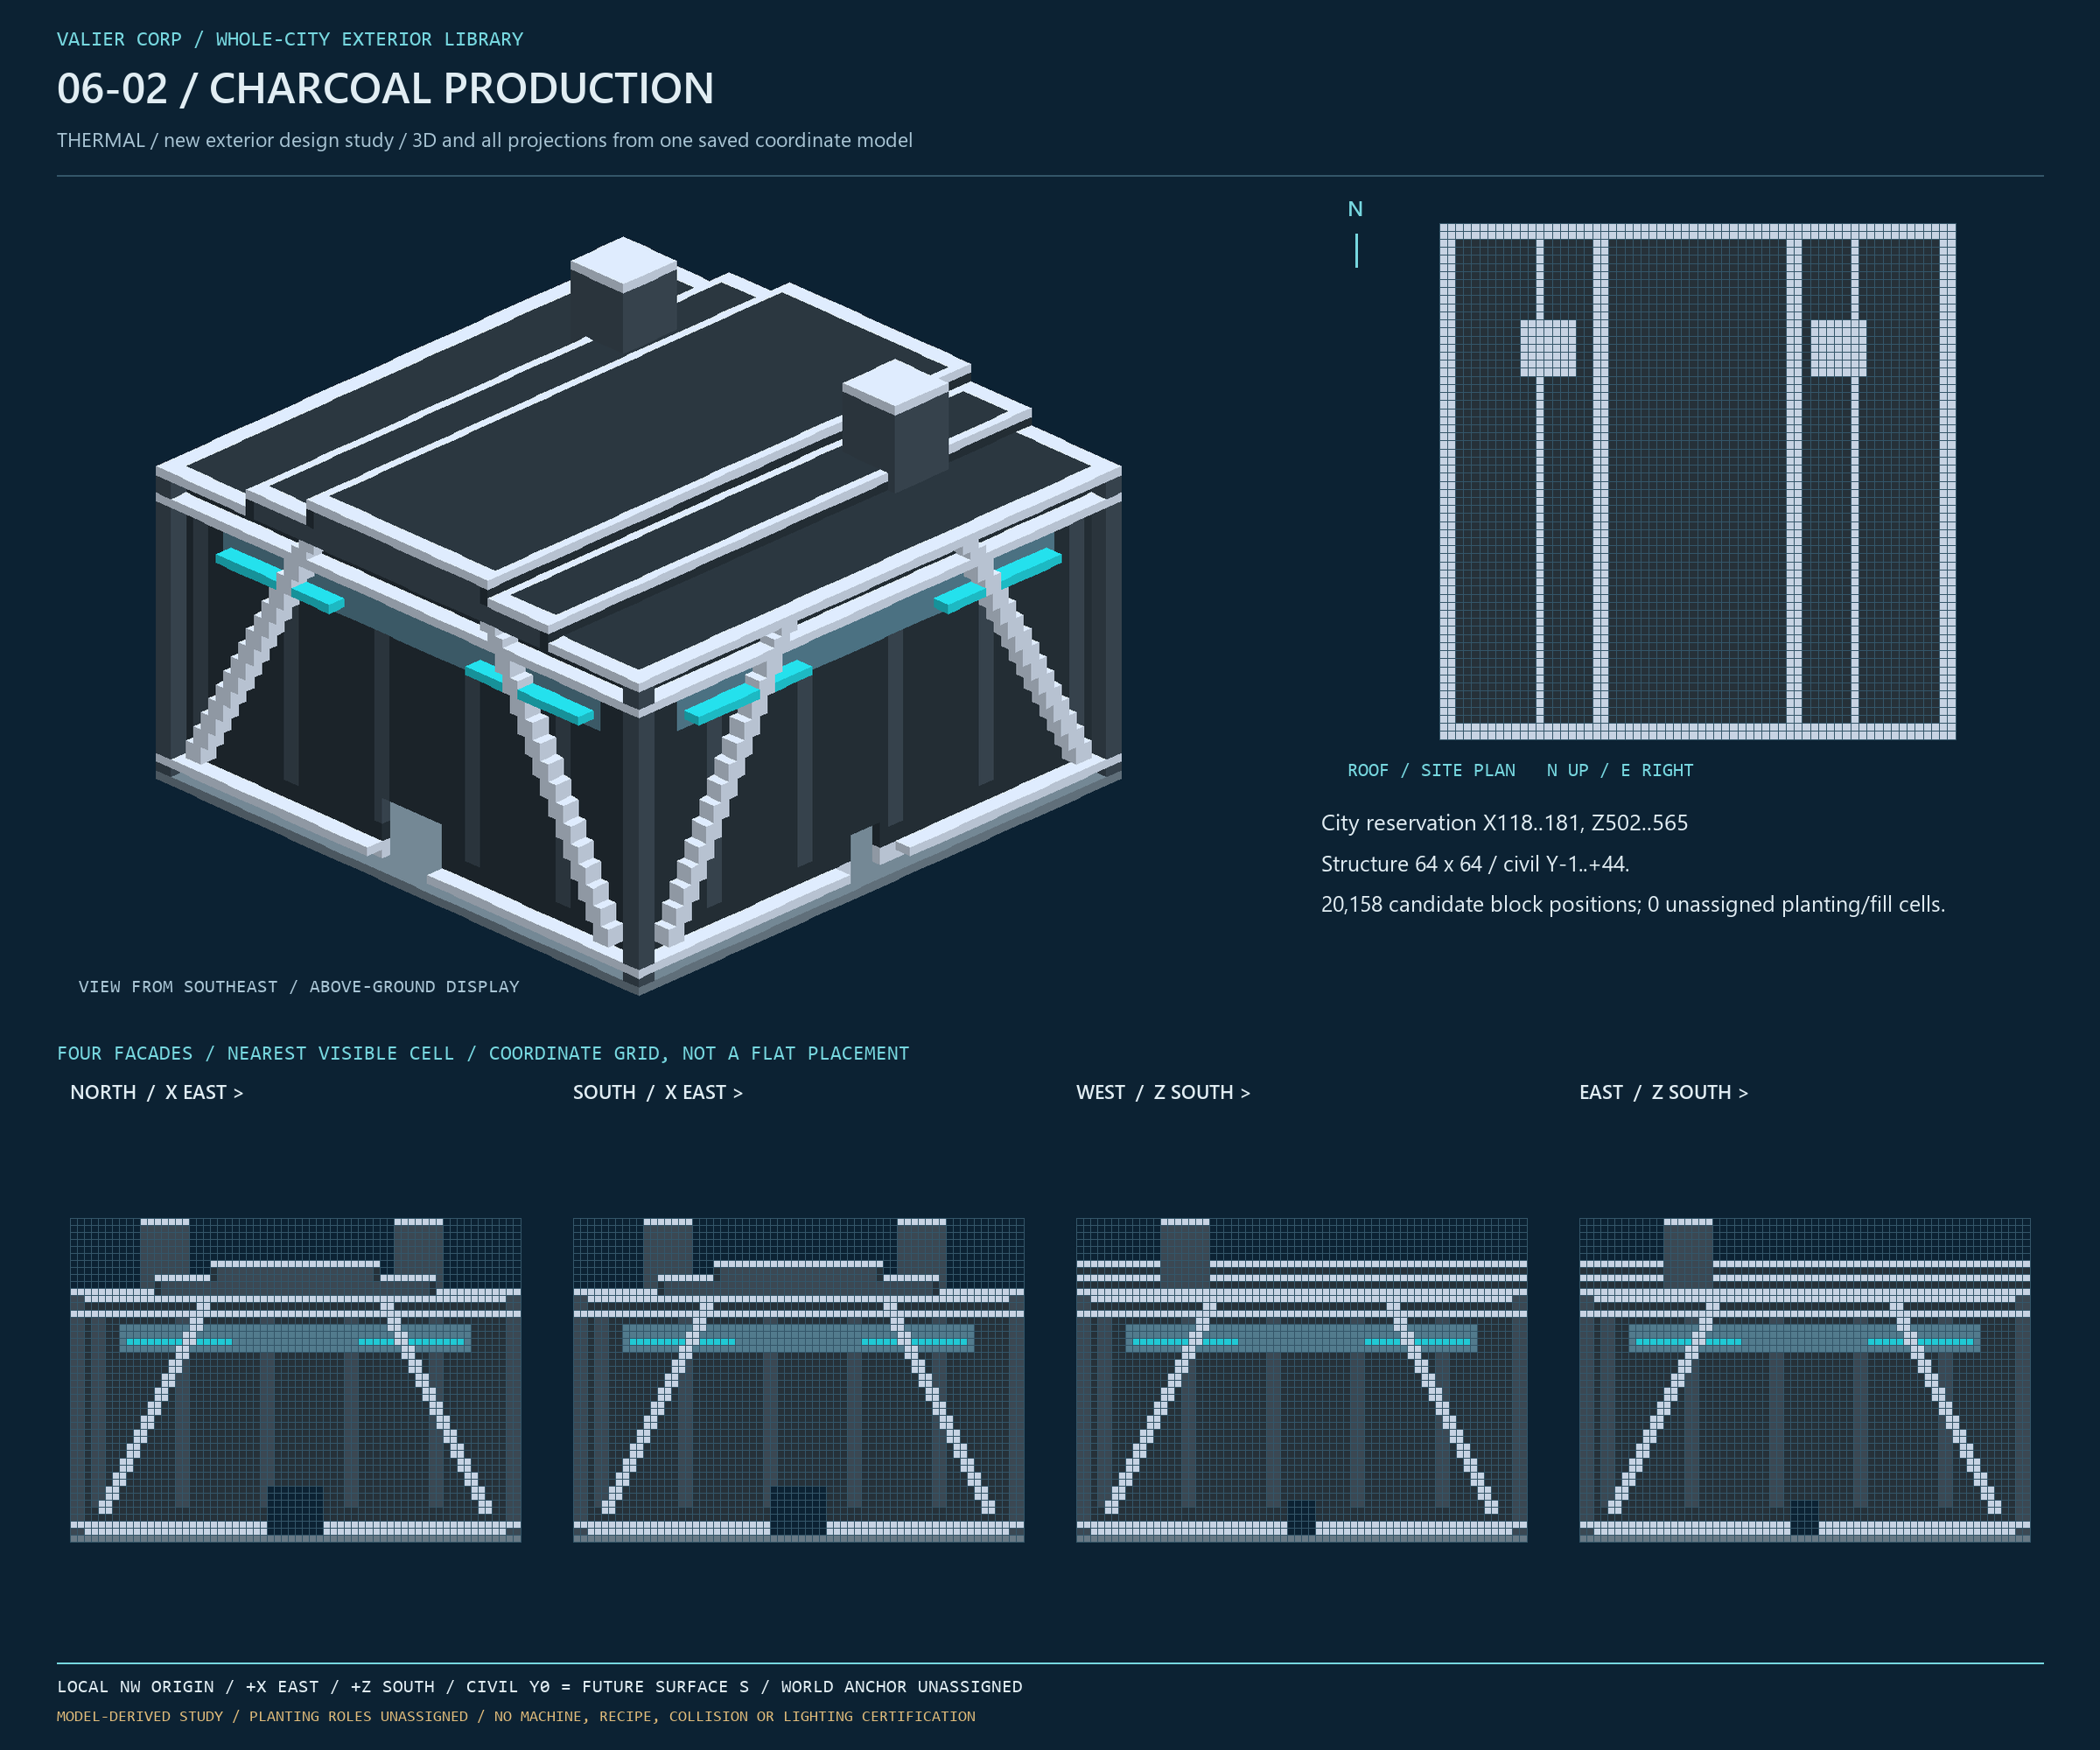 VALIER CORP / WHOLE-CITY EXTERIOR LIBRARY
06-02 / CHARCOAL PRODUCTION
THERMAL / new exterior design study / 3D and all projections from one saved coordinate model
N
ROOF / SITE PLAN   N UP / E RIGHT
City reservation X118..181, Z502..565
Structure 64 x 64 / civil Y-1..+44.
20,158 candidate block positions; 0 unassigned planting/fill cells.
VIEW FROM SOUTHEAST / ABOVE-GROUND DISPLAY
FOUR FACADES / NEAREST VISIBLE CELL / COORDINATE GRID, NOT A FLAT PLACEMENT
NORTH / X EAST >
SOUTH / X EAST >
WEST / Z SOUTH >
EAST / Z SOUTH >
LOCAL NW ORIGIN / +X EAST / +Z SOUTH / CIVIL Y0 = FUTURE SURFACE S / WORLD ANCHOR UNASSIGNED
MODEL-DERIVED STUDY / PLANTING ROLES UNASSIGNED / NO MACHINE, RECIPE, COLLISION OR LIGHTING CERTIFICATION